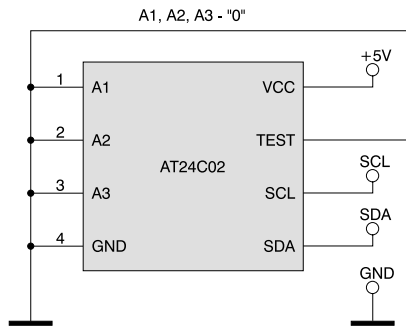 A1, A2, A3 - "0"
+5V
1 A1 VCC
2 A2 TEST
AT24C02
SCL
3 A3 SCL
SDA
4 GND SDA
GND